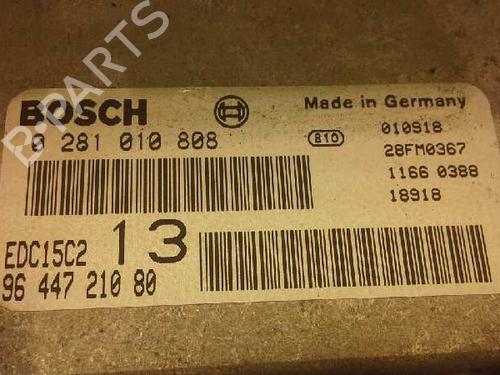 BOSCH
Made in Germany
0 281 010 808
810
010918
28FM0367
1166 0388
18918
EDC15C2
13
96 447 210 80
B-PARTS